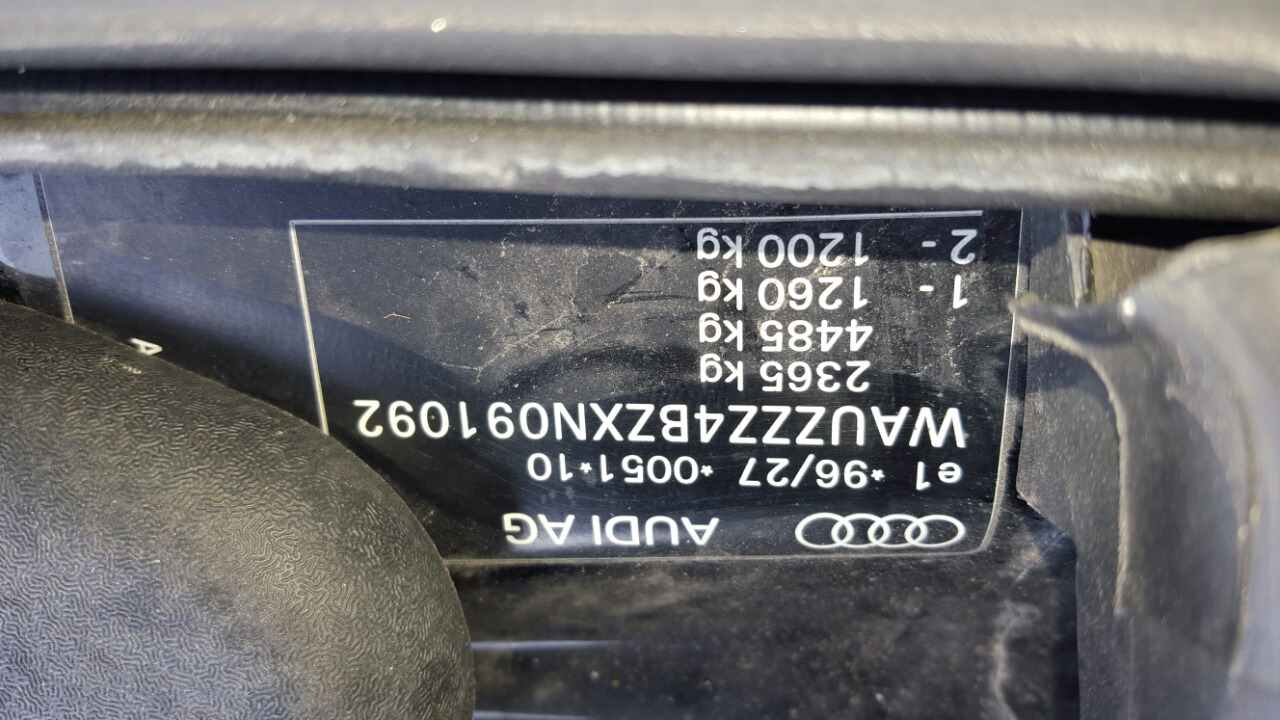 AUDI AG
e1 *96/27 *0051*10
WAUZZZ4BZXN091092
2365 kg
4485 kg
1 - 1260 kg
2 - 1200 kg
A